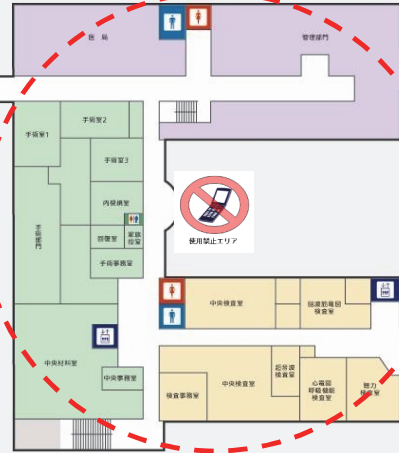 医 局
管理部門
手術室2
手術室1
手術室3
内視鏡室
回復室
家族
控室
手術部門
手術事務室
使用禁止エリア
中央検査室
脳波筋電図
検査室
中央材料室
中央事務室
検査事務室
中央検査室
超音波
検査室
心電図
呼吸機能
検査室
聴力
検査室